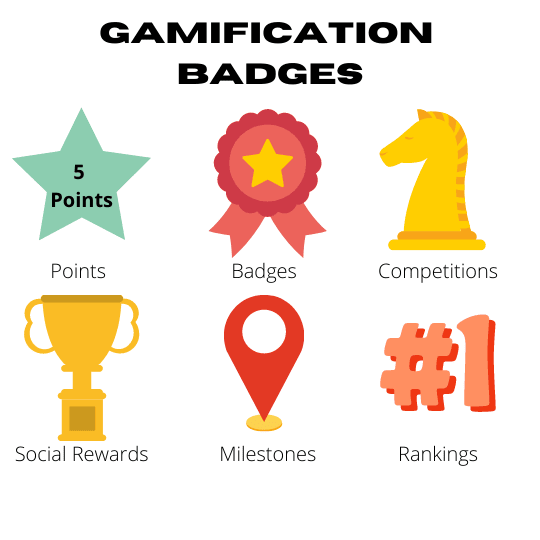 GAMIFICATION
BADGES
5
Points
Points
Badges
Competitions
#1
Social Rewards
Milestones
Rankings